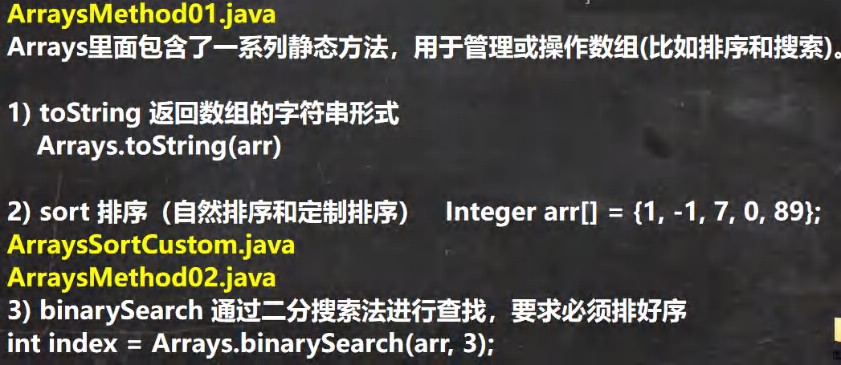 ArraysMethod01.java
Arrays里面包含了一系列静态方法，用于管理或操作数组(比如排序和搜索)。
1) toString 返回数组的字符串形式
Arrays.toString(arr)
2) sort 排序（自然排序和定制排序） Integer arr[] = {1, -1, 7, 0, 89};
ArraysSortCustom.java
ArraysMethod02.java
3) binarySearch 通过二分搜索法进行查找，要求必须排好序
int index = Arrays.binarySearch(arr, 3);